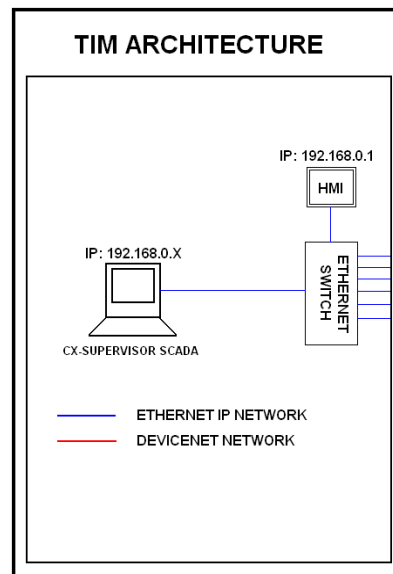 TIM ARCHITECTURE
IP: 192.168.0.1
HMI
IP: 192.168.0.X
ETHERNET
SWITCH
CX-SUPERVISOR SCADA
ETHERNET IP NETWORK
DEVICENET NETWORK